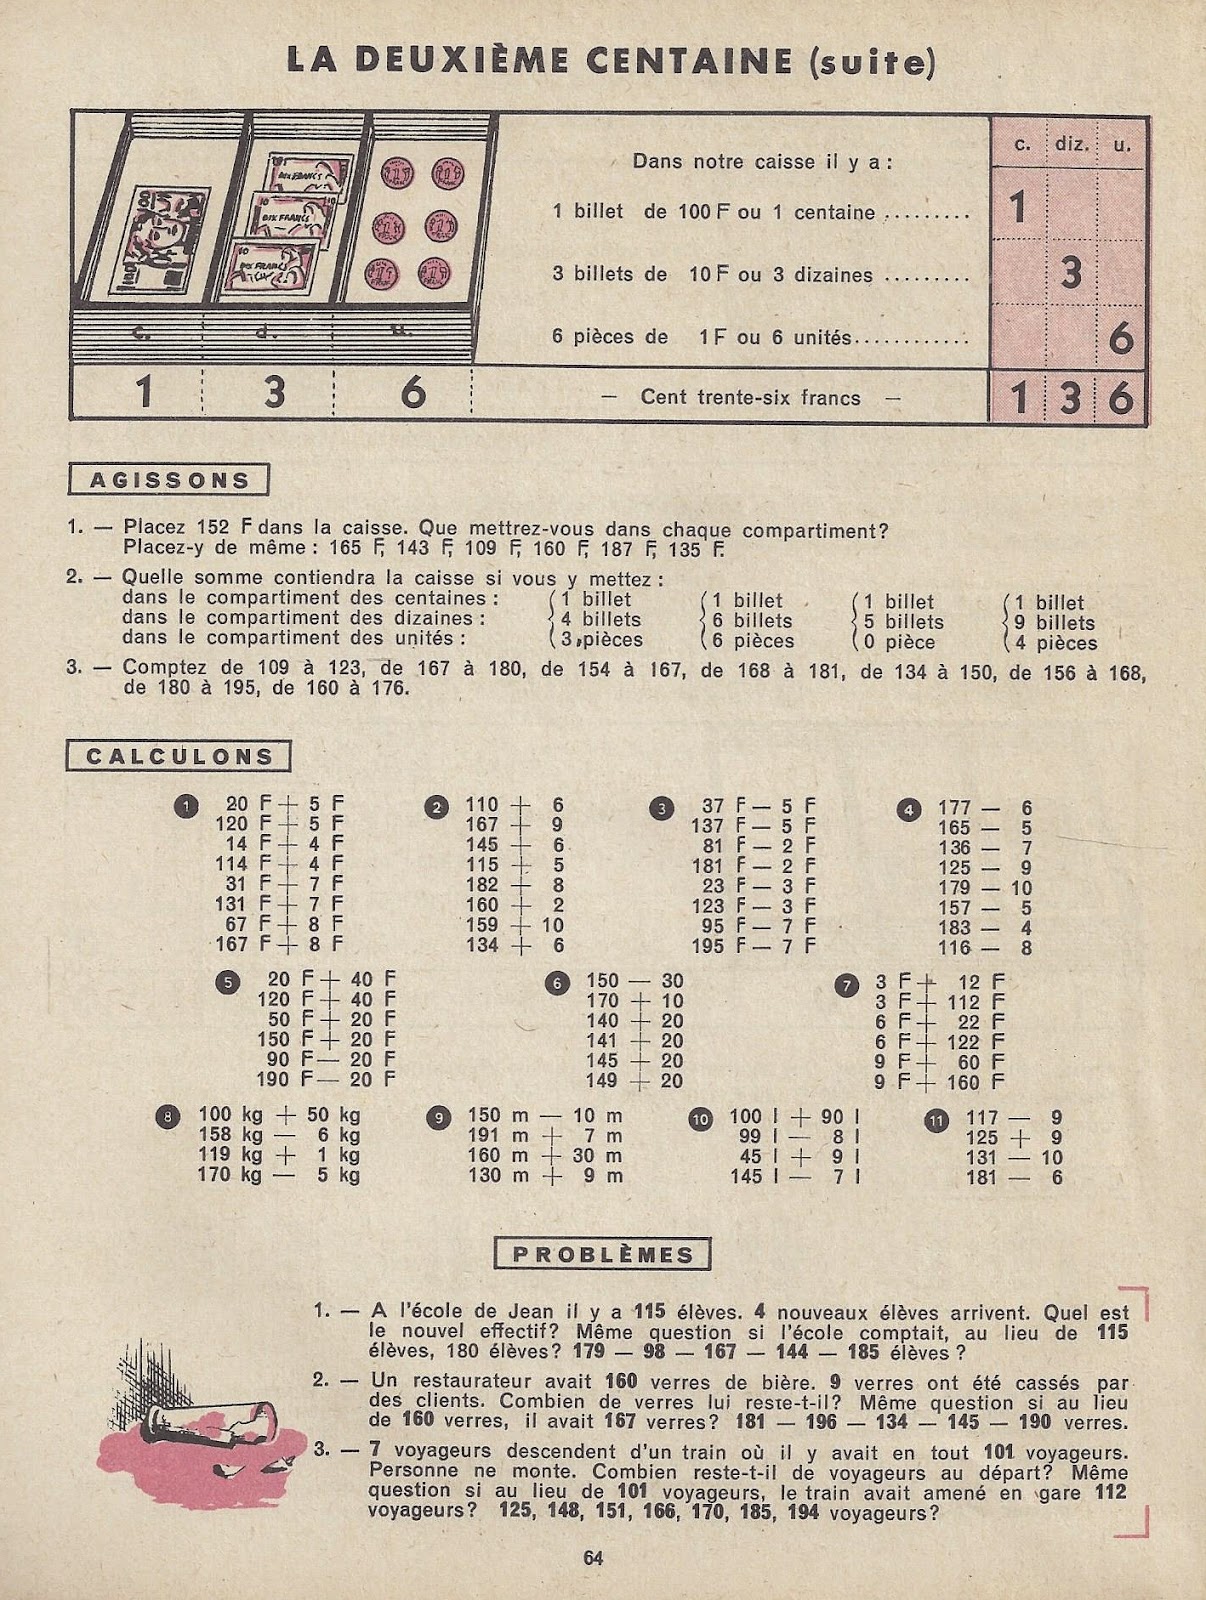 LA DEUXIÈME CENTAINE (suite)
100
DIX FRANCS
DIX FRANCS
DIX FRANCS
c. d. u.
1 3 6
Dans notre caisse il y a :
1 billet de 100 F ou 1 centaine .........
3 billets de 10 F ou 3 dizaines .........
6 pièces de 1 F ou 6 unités............
— Cent trente-six francs —
c. diz. u.
1
3
6
1 3 6
AGISSONS
1. — Placez 152 F dans la caisse. Que mettrez-vous dans chaque compartiment?
Placez-y de même : 165 F, 143 F, 109 F, 160 F, 187 F, 135 F.
2. — Quelle somme contiendra la caisse si vous y mettez :
dans le compartiment des centaines : 1 billet 1 billet 1 billet 1 billet
dans le compartiment des dizaines : 4 billets 6 billets 5 billets 9 billets
dans le compartiment des unités : 3 pièces 6 pièces 0 pièce 4 pièces
3. — Comptez de 109 à 123, de 167 à 180, de 154 à 167, de 168 à 181, de 134 à 150, de 156 à 168,
de 180 à 195, de 160 à 176.
CALCULONS
1 20 F + 5 F
120 F + 5 F
14 F + 4 F
114 F + 4 F
31 F + 7 F
131 F + 7 F
67 F + 8 F
167 F + 8 F
2 110 + 6
167 + 9
145 + 6
115 + 5
182 + 8
160 + 2
159 + 10
134 + 6
3 37 F — 5 F
137 F — 5 F
81 F — 2 F
181 F — 2 F
23 F — 3 F
123 F — 3 F
95 F — 7 F
195 F — 7 F
4 177 — 6
165 — 5
136 — 7
125 — 9
179 — 10
157 — 5
183 — 4
116 — 8
5 20 F + 40 F
120 F + 40 F
50 F + 20 F
150 F + 20 F
90 F — 20 F
190 F — 20 F
6 150 — 30
170 + 10
140 + 20
141 + 20
145 + 20
149 + 20
7 3 F + 12 F
3 F + 112 F
6 F + 22 F
6 F + 122 F
9 F + 60 F
9 F + 160 F
8 100 kg + 50 kg
158 kg — 6 kg
119 kg + 1 kg
170 kg — 5 kg
9 150 m — 10 m
191 m + 7 m
160 m + 30 m
130 m + 9 m
10 100 l + 90 l
99 l — 8 l
45 l + 9 l
145 l — 7 l
11 117 — 9
125 + 9
131 — 10
181 — 6
PROBLÈMES
1. — A l'école de Jean il y a 115 élèves. 4 nouveaux élèves arrivent. Quel est
le nouvel effectif? Même question si l'école comptait, au lieu de 115
élèves, 180 élèves? 179 — 98 — 167 — 144 — 185 élèves ?
2. — Un restaurateur avait 160 verres de bière. 9 verres ont été cassés par
des clients. Combien de verres lui reste-t-il? Même question si au lieu
de 160 verres, il avait 167 verres? 181 — 196 — 134 — 145 — 190 verres.
3. — 7 voyageurs descendent d'un train où il y avait en tout 101 voyageurs.
Personne ne monte. Combien reste-t-il de voyageurs au départ? Même
question si au lieu de 101 voyageurs, le train avait amené en gare 112
voyageurs? 125, 148, 151, 166, 170, 185, 194 voyageurs?
64